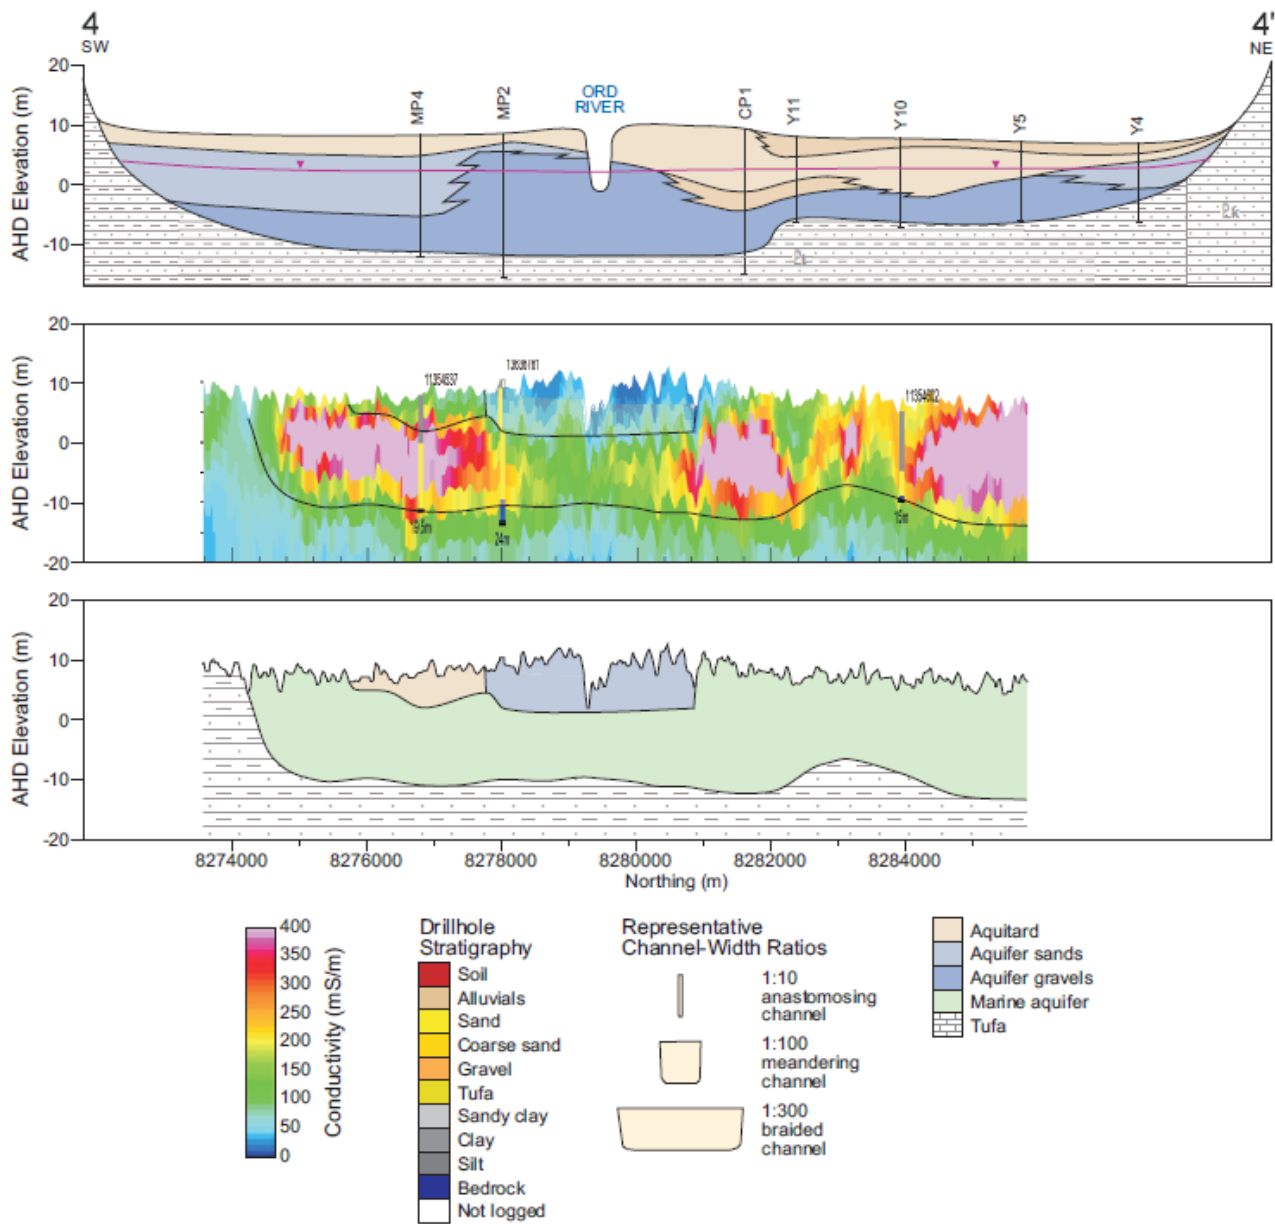 4
SW
4'
NE
AHD Elevation (m)
20
10
0
-10
MP4
MP2
ORD
RIVER
CP1
Y11
Y10
Y5
Y4
AHD Elevation (m)
20
10
0
-10
-20
11354602
19.5m
24m
15m
AHD Elevation (m)
20
10
0
-10
-20
8274000
8276000
8278000
8280000
8282000
8284000
Northing (m)
400
350
300
250
200
150
100
50
0
Conductivity (mS/m)
Drillhole
Stratigraphy
Soil
Alluvials
Sand
Coarse sand
Gravel
Tufa
Sandy clay
Clay
Silt
Bedrock
Not logged
Representative
Channel-Width Ratios
1:10
anastomosing
channel
1:100
meandering
channel
1:300
braided
channel
Aquitard
Aquifer sands
Aquifer gravels
Marine aquifer
Tufa